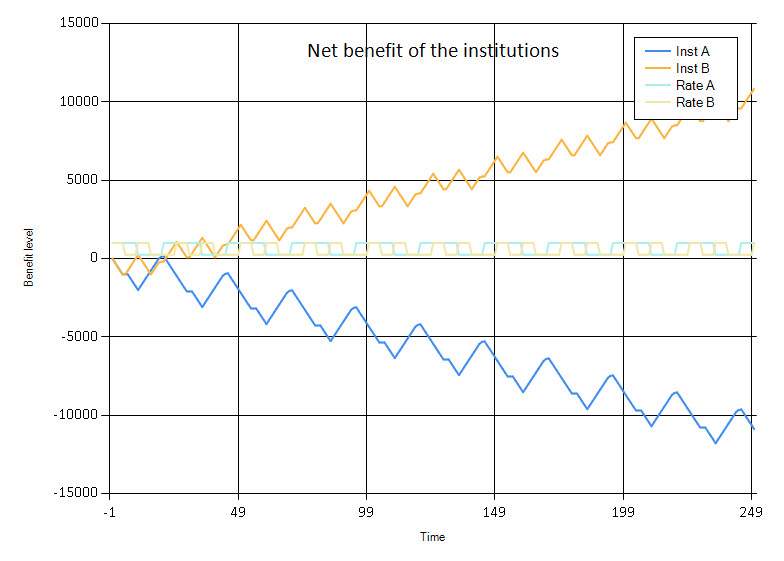 15000
Net benefit of the institutions
Inst A
Inst B
Rate A
Rate B
10000
5000
0
-5000
-10000
-15000
Benefit level
-1 49 99 149 199 249
Time